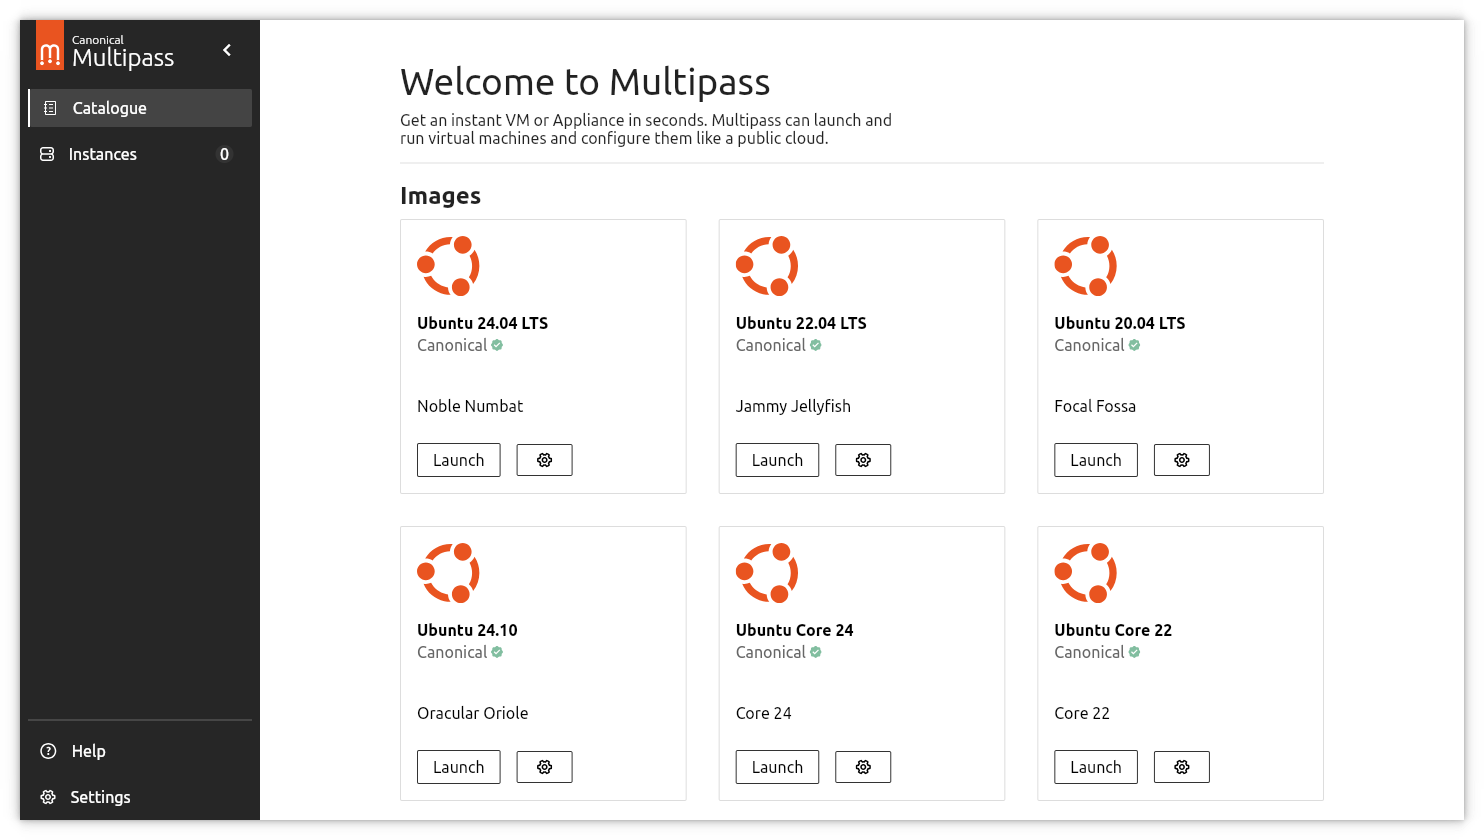 Canonical
Multipass
Catalogue
Instances 0
Help
Settings
Welcome to Multipass
Get an instant VM or Appliance in seconds. Multipass can launch and
run virtual machines and configure them like a public cloud.
Images
Ubuntu 24.04 LTS
Canonical
Noble Numbat
Launch
Ubuntu 22.04 LTS
Canonical
Jammy Jellyfish
Launch
Ubuntu 20.04 LTS
Canonical
Focal Fossa
Launch
Ubuntu 24.10
Canonical
Oracular Oriole
Launch
Ubuntu Core 24
Canonical
Core 24
Launch
Ubuntu Core 22
Canonical
Core 22
Launch